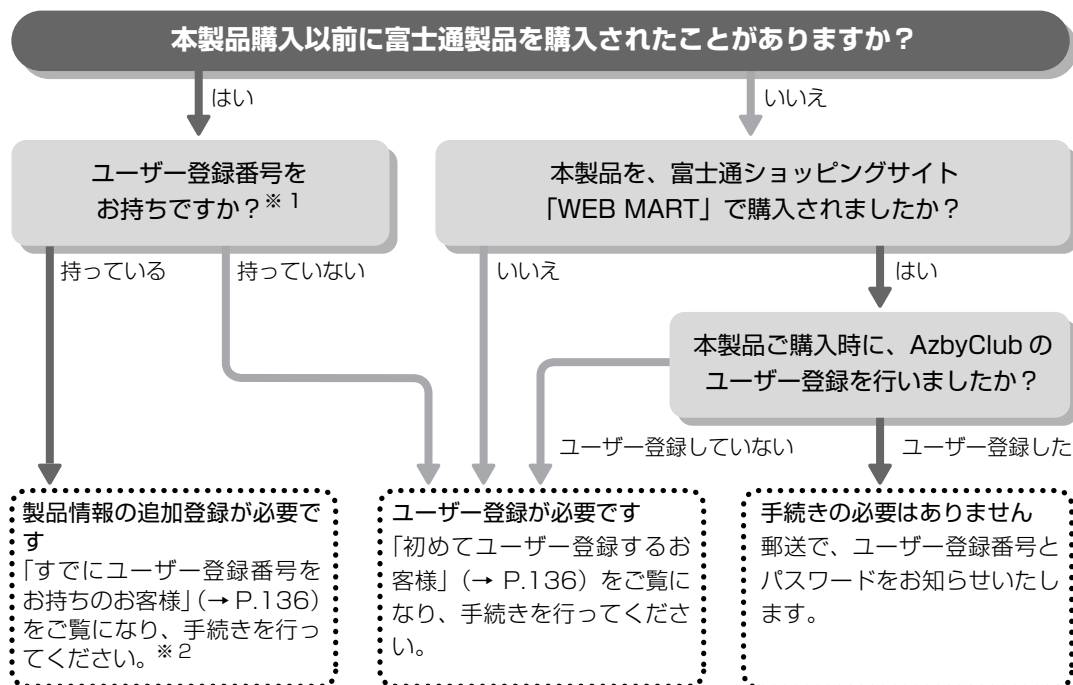 本製品購入以前に富士通製品を購入されたことがありますか？
はい
いいえ
ユーザー登録番号を
お持ちですか？※1
本製品を、富士通ショッピングサイト
「WEB MART」で購入されましたか？
持っている
持っていない
いいえ
はい
本製品ご購入時に、AzbyClub の
ユーザー登録を行いましたか？
ユーザー登録していない
ユーザー登録した
製品情報の追加登録が必要で
す
「すでにユーザー登録番号を
お持ちのお客様」（→ P.136）
をご覧になり、手続きを行っ
てください。※2
ユーザー登録が必要です
「初めてユーザー登録するお
客様」（→ P.136）をご覧に
なり、手続きを行ってくださ
い。
手続きの必要はありません
郵送で、ユーザー登録番号と
パスワードをお知らせいたし
ます。